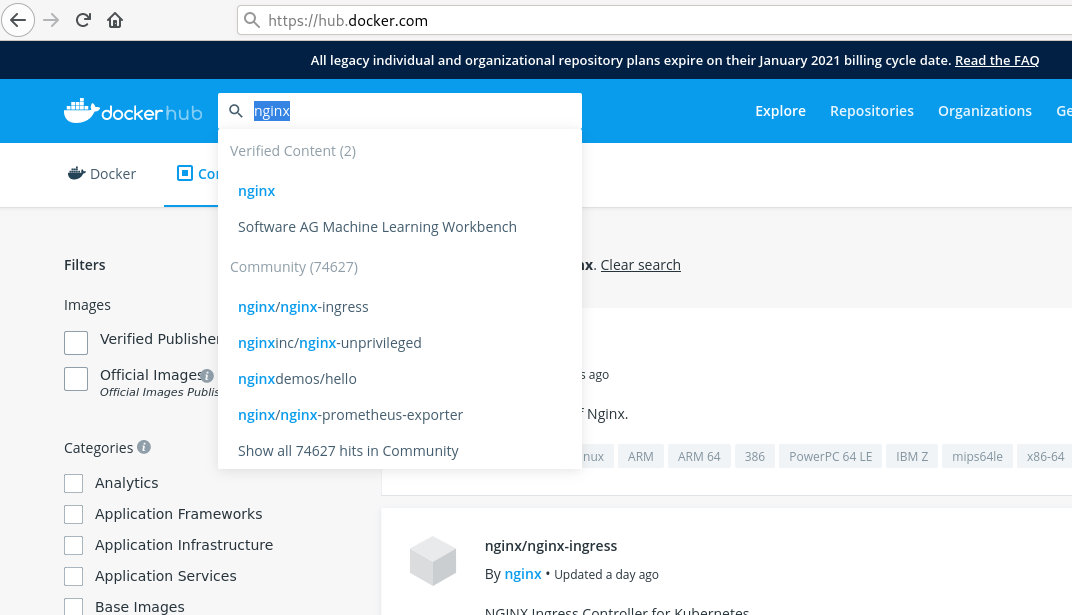 https://hub.docker.com
All legacy individual and organizational repository plans expire on their January 2021 billing cycle date. Read the FAQ
dockerhub
nginx
Explore
Repositories
Organizations
Ge
Docker
Cor
Verified Content (2)
nginx
Software AG Machine Learning Workbench
Community (74627)
nginx/nginx-ingress
nginxinc/nginx-unprivileged
nginxdemos/hello
nginx/nginx-prometheus-exporter
Show all 74627 hits in Community
nx. Clear search
Filters
Images
Verified Publisher
Official Images
Official Images Publis
s ago
f Nginx.
nux
ARM
ARM 64
386
PowerPC 64 LE
IBM Z
mips64le
x86-64
Categories
Analytics
Application Frameworks
Application Infrastructure
Application Services
Base Images
nginx/nginx-ingress
By nginx • Updated a day ago
NGINX Ingress Controller for Kubernetes